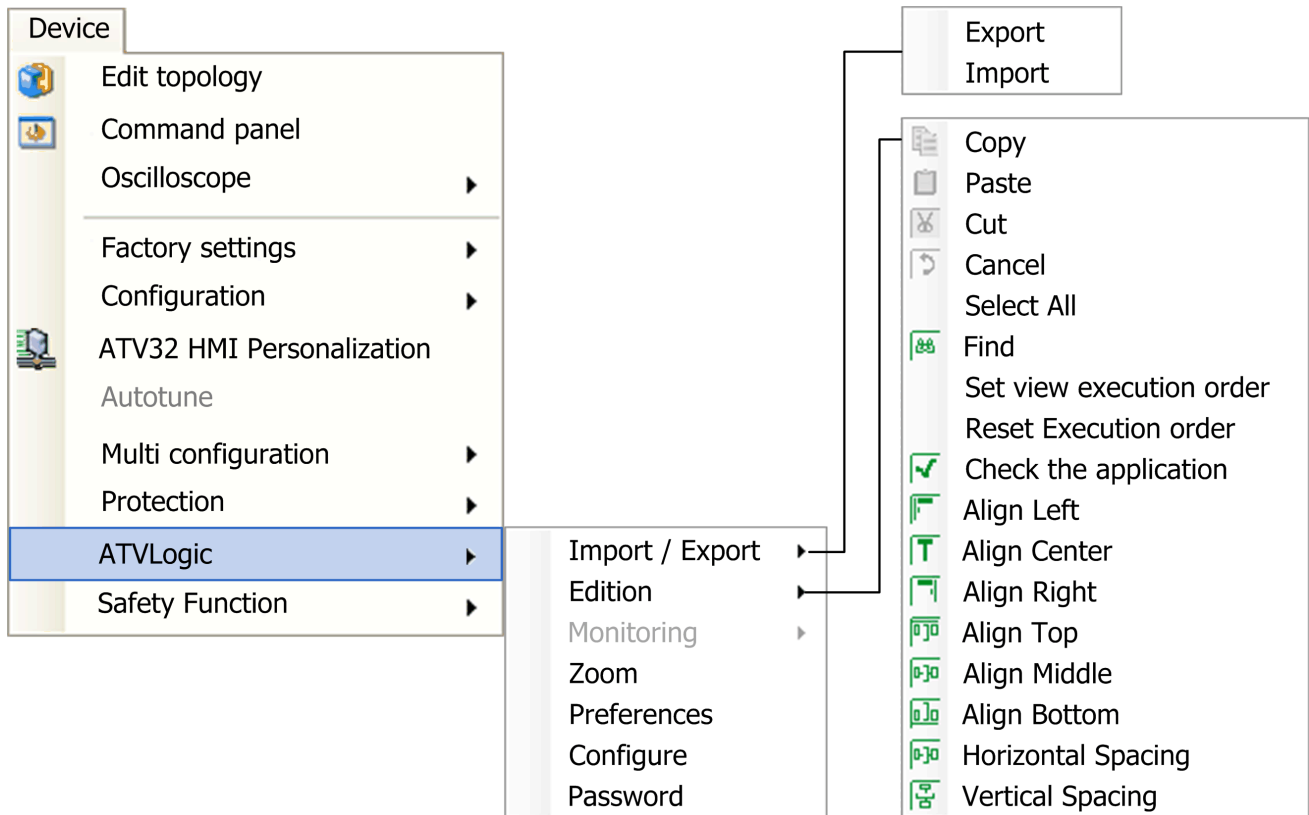 Device
Edit topology
Command panel
Oscilloscope
Factory settings
Configuration
ATV32 HMI Personalization
Autotune
Multi configuration
Protection
ATVLogic
Safety Function
Import / Export
Edition
Monitoring
Zoom
Preferences
Configure
Password
Export
Import
Copy
Paste
Cut
Cancel
Select All
Find
Set view execution order
Reset Execution order
Check the application
Align Left
Align Center
Align Right
Align Top
Align Middle
Align Bottom
Horizontal Spacing
Vertical Spacing